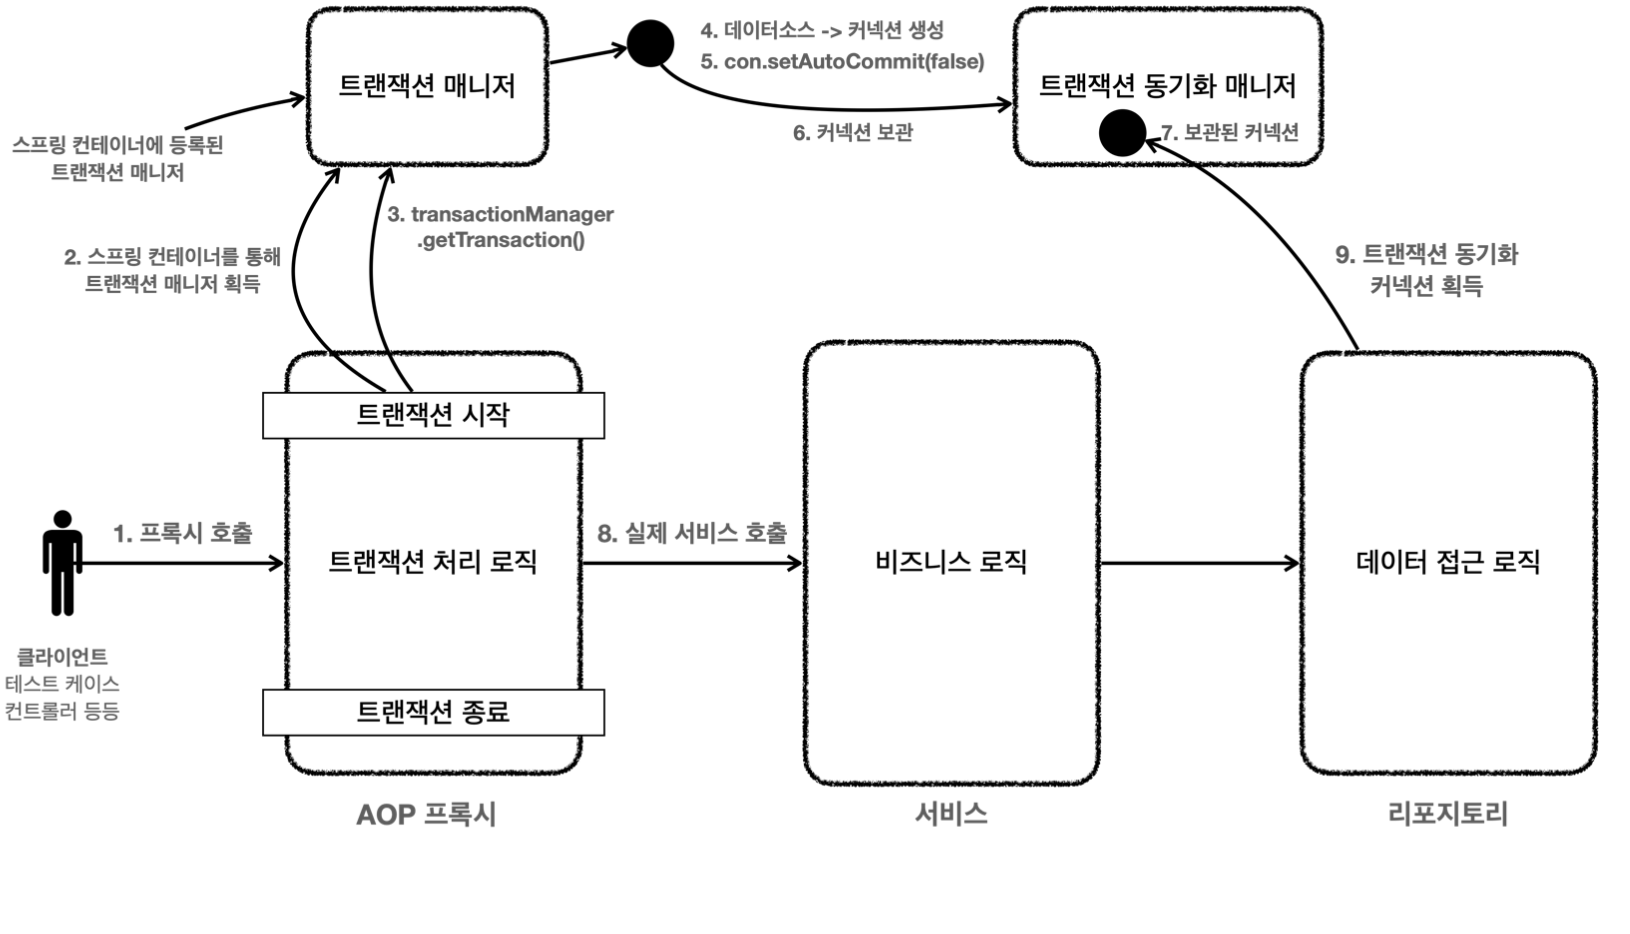 트랜잭션 매니저
4. 데이터소스 -> 커넥션 생성
5. con.setAutoCommit(false)
6. 커넥션 보관
트랜잭션 동기화 매니저
7. 보관된 커넥션
스프링 컨테이너에 등록된
트랜잭션 매니저
2. 스프링 컨테이너를 통해
트랜잭션 매니저 획득
3. transactionManager
.getTransaction()
9. 트랜잭션 동기화
커넥션 획득
트랜잭션 시작
1. 프록시 호출
트랜잭션 처리 로직
8. 실제 서비스 호출
비즈니스 로직
데이터 접근 로직
클라이언트
테스트 케이스
컨트롤러 등등
트랜잭션 종료
AOP 프록시
서비스
리포지토리